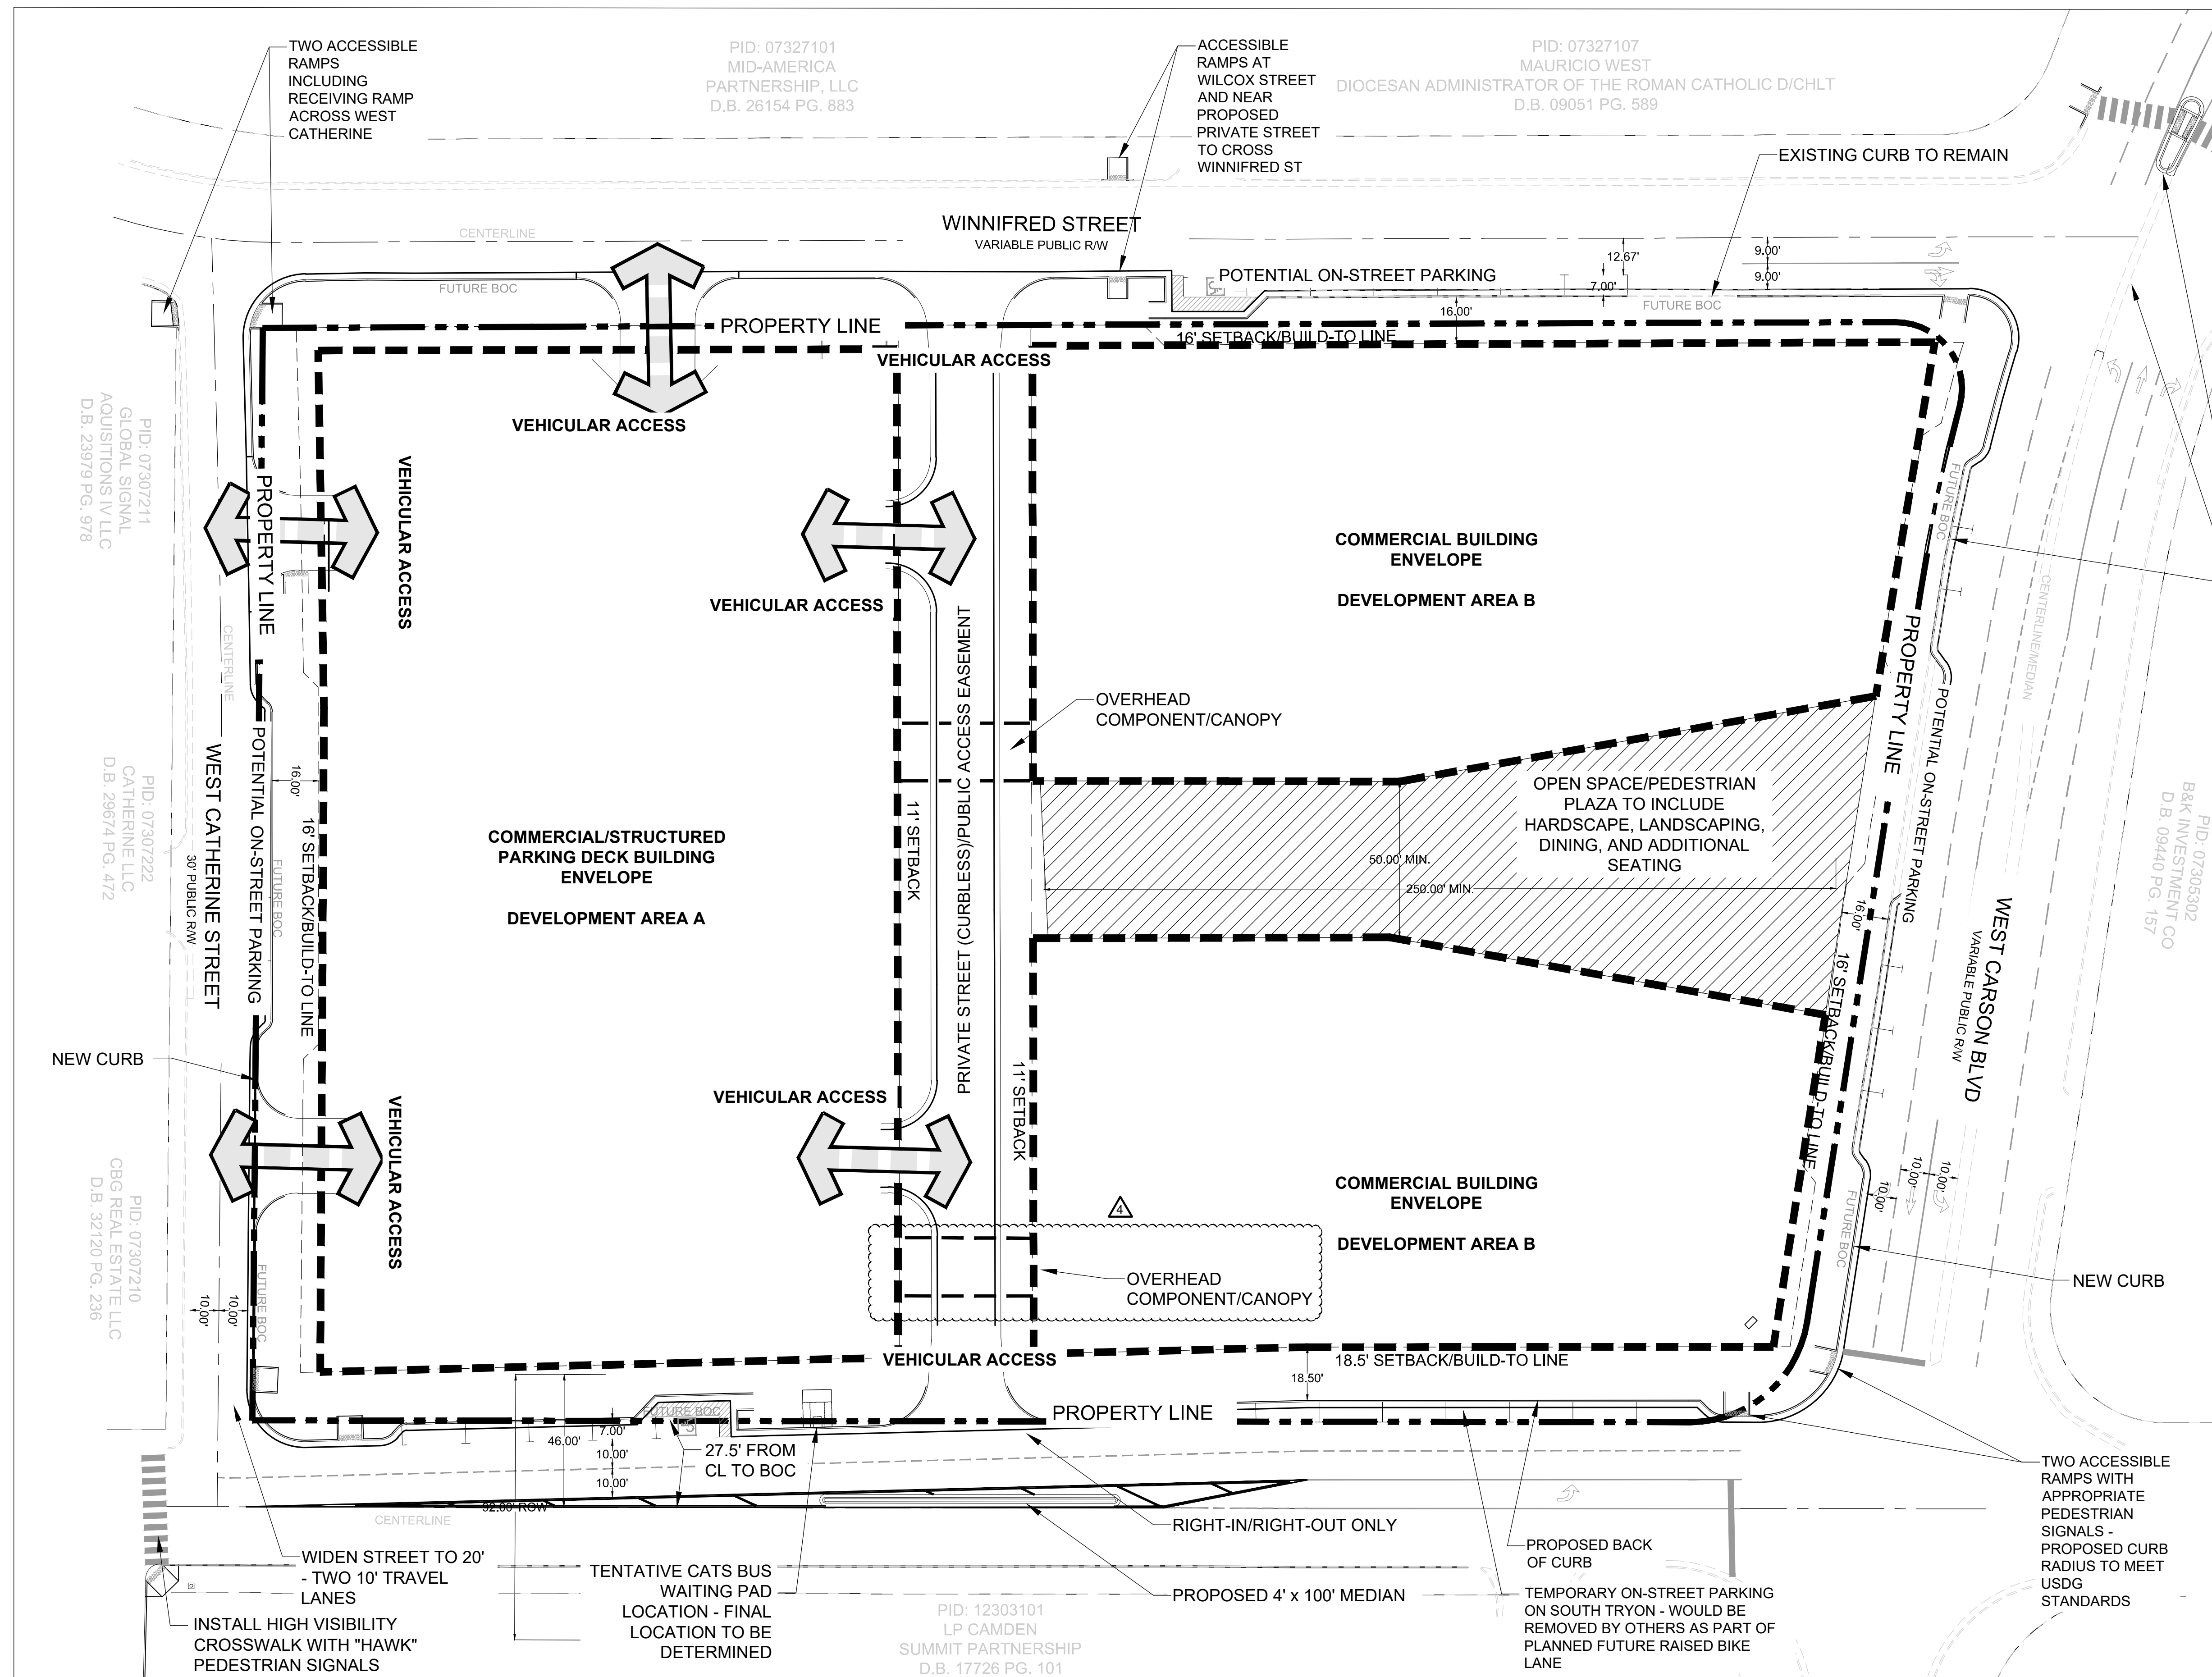 TWO ACCESSIBLE
RAMPS
INCLUDING
RECEIVING RAMP
ACROSS WEST
CATHERINE
PID: 07327101
MID-AMERICA
PARTNERSHIP, LLC
D.B. 26154 PG. 883
ACCESSIBLE
RAMPS AT
WILCOX STREET
AND NEAR
PROPOSED
PRIVATE STREET
TO CROSS
WINNIFRED ST
PID: 07327107
MAURICIO WEST
DIOCESAN ADMINISTRATOR OF THE ROMAN CATHOLIC D/CHLT
D.B. 09051 PG. 589
EXISTING CURB TO REMAIN
WINNIFRED STREET
VARIABLE PUBLIC R/W
CENTERLINE
FUTURE BOC
POTENTIAL ON-STREET PARKING
12.67'
7.00'
9.00'
9.00'
FUTURE BOC
16.00'
PROPERTY LINE
16' SETBACK/BUILD-TO LINE
VEHICULAR ACCESS
VEHICULAR ACCESS
PID: 07307211
GLOBAL SIGNAL
AQUISITIONS IV LLC
D.B. 23979 PG. 978
PROPERTY LINE
VEHICULAR ACCESS
CENTERLINE
VEHICULAR ACCESS
COMMERCIAL BUILDING
ENVELOPE
DEVELOPMENT AREA B
FUTURE BOC
CENTERLINE/MEDIAN
PROPERTY LINE
POTENTIAL ON-STREET PARKING
PRIVATE STREET (CURBLESS)/PUBLIC ACCESS EASEMENT
OVERHEAD
COMPONENT/CANOPY
PID: 07307222
CATHERINE LLC
D.B. 29674 PG. 472
WEST CATHERINE STREET
30' PUBLIC R/W
POTENTIAL ON-STREET PARKING
FUTURE BOC
16.00'
16' SETBACK/BUILD-TO LINE
COMMERCIAL/STRUCTURED
PARKING DECK BUILDING
ENVELOPE
DEVELOPMENT AREA A
11' SETBACK
OPEN SPACE/PEDESTRIAN
PLAZA TO INCLUDE
HARDSCAPE, LANDSCAPING,
DINING, AND ADDITIONAL
SEATING
50.00' MIN.
250.00' MIN.
16.00'
16' SETBACK/BUILD-TO LINE
WEST CARSON BLVD
VARIABLE PUBLIC R/W
PID: 07305302
B&K INVESTMENT CO
D.B. 09440 PG. 157
NEW CURB
VEHICULAR ACCESS
VEHICULAR ACCESS
11' SETBACK
PID: 07307210
CBG REAL ESTATE LLC
D.B. 32120 PG. 236
10.00'
10.00'
FUTURE BOC
4
COMMERCIAL BUILDING
ENVELOPE
DEVELOPMENT AREA B
OVERHEAD
COMPONENT/CANOPY
10.00'
10.00'
10.00'
FUTURE BOC
NEW CURB
VEHICULAR ACCESS
18.5' SETBACK/BUILD-TO LINE
18.50'
PROPERTY LINE
FUTURE BOC
7.00'
46.00'
10.00'
10.00'
27.5' FROM
CL TO BOC
92.00' ROW
CENTERLINE
RIGHT-IN/RIGHT-OUT ONLY
WIDEN STREET TO 20'
- TWO 10' TRAVEL
LANES
INSTALL HIGH VISIBILITY
CROSSWALK WITH "HAWK"
PEDESTRIAN SIGNALS
TENTATIVE CATS BUS
WAITING PAD
LOCATION - FINAL
LOCATION TO BE
DETERMINED
PROPOSED 4' x 100' MEDIAN
PID: 12303101
LP CAMDEN
SUMMIT PARTNERSHIP
D.B. 17726 PG. 101
PROPOSED BACK
OF CURB
TEMPORARY ON-STREET PARKING
ON SOUTH TRYON - WOULD BE
REMOVED BY OTHERS AS PART OF
PLANNED FUTURE RAISED BIKE
LANE
TWO ACCESSIBLE
RAMPS WITH
APPROPRIATE
PEDESTRIAN
SIGNALS -
PROPOSED CURB
RADIUS TO MEET
USDG
STANDARDS